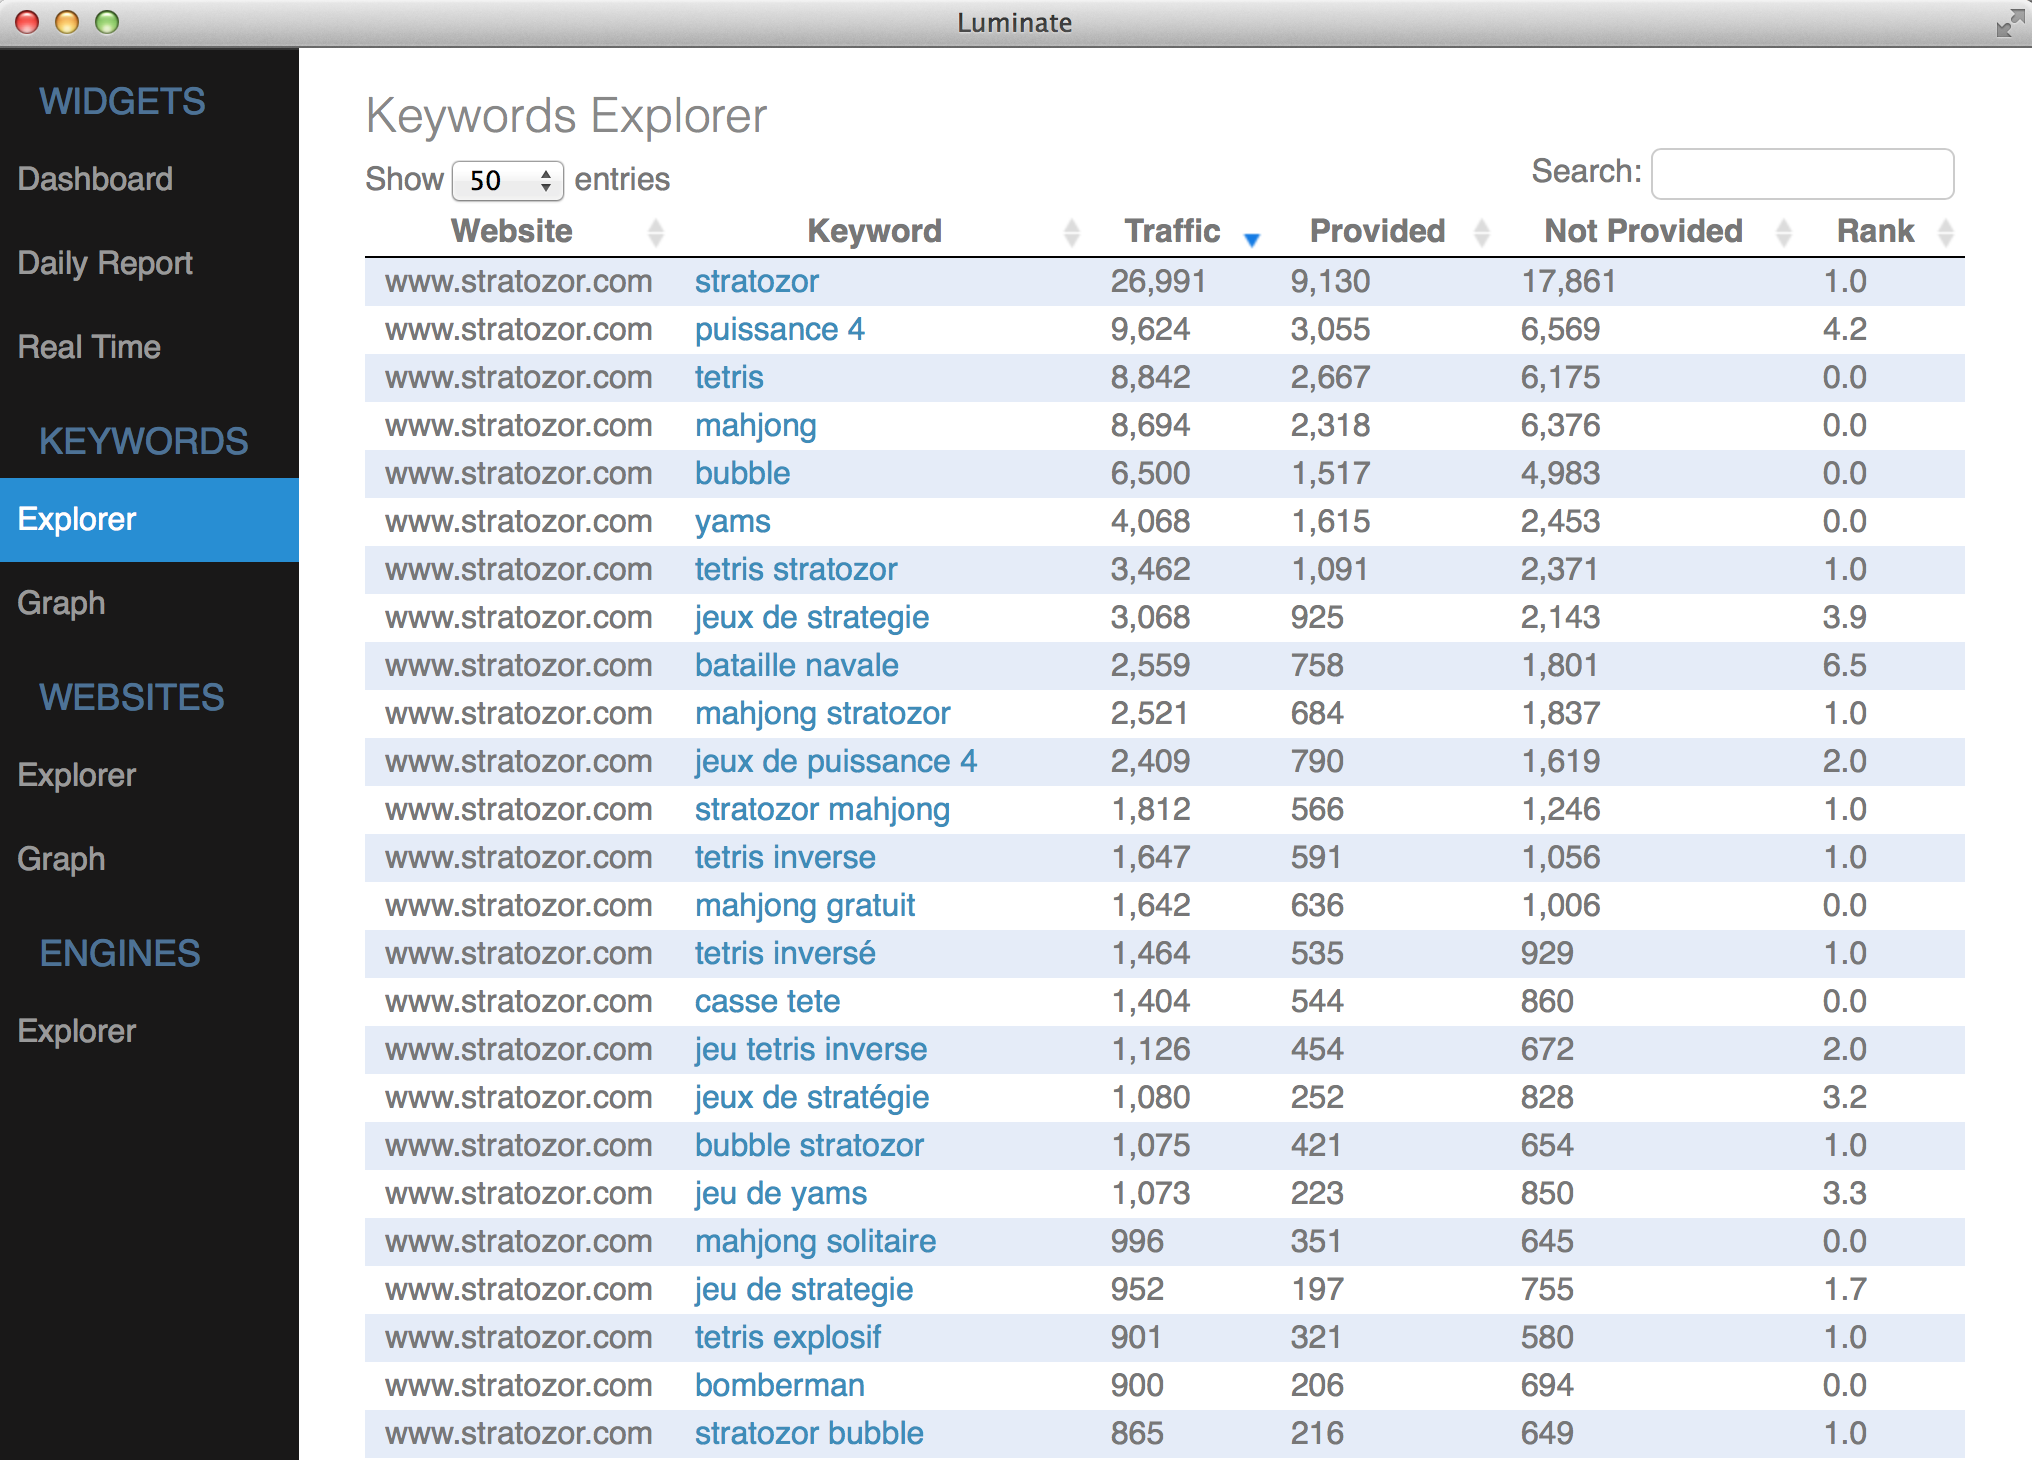 Luminate
WIDGETS
Dashboard
Daily Report
Real Time
KEYWORDS
Explorer
Graph
WEBSITES
Explorer
Graph
ENGINES
Explorer
Keywords Explorer
Show 50 entries
Search:
Website Keyword Traffic Provided Not Provided Rank
www.stratozor.com stratozor 26,991 9,130 17,861 1.0
www.stratozor.com puissance 4 9,624 3,055 6,569 4.2
www.stratozor.com tetris 8,842 2,667 6,175 0.0
www.stratozor.com mahjong 8,694 2,318 6,376 0.0
www.stratozor.com bubble 6,500 1,517 4,983 0.0
www.stratozor.com yams 4,068 1,615 2,453 0.0
www.stratozor.com tetris stratozor 3,462 1,091 2,371 1.0
www.stratozor.com jeux de strategie 3,068 925 2,143 3.9
www.stratozor.com bataille navale 2,559 758 1,801 6.5
www.stratozor.com mahjong stratozor 2,521 684 1,837 1.0
www.stratozor.com jeux de puissance 4 2,409 790 1,619 2.0
www.stratozor.com stratozor mahjong 1,812 566 1,246 1.0
www.stratozor.com tetris inverse 1,647 591 1,056 1.0
www.stratozor.com mahjong gratuit 1,642 636 1,006 0.0
www.stratozor.com tetris inversé 1,464 535 929 1.0
www.stratozor.com casse tete 1,404 544 860 0.0
www.stratozor.com jeu tetris inverse 1,126 454 672 2.0
www.stratozor.com jeux de stratégie 1,080 252 828 3.2
www.stratozor.com bubble stratozor 1,075 421 654 1.0
www.stratozor.com jeu de yams 1,073 223 850 3.3
www.stratozor.com mahjong solitaire 996 351 645 0.0
www.stratozor.com jeu de strategie 952 197 755 1.7
www.stratozor.com tetris explosif 901 321 580 1.0
www.stratozor.com bomberman 900 206 694 0.0
www.stratozor.com stratozor bubble 865 216 649 1.0